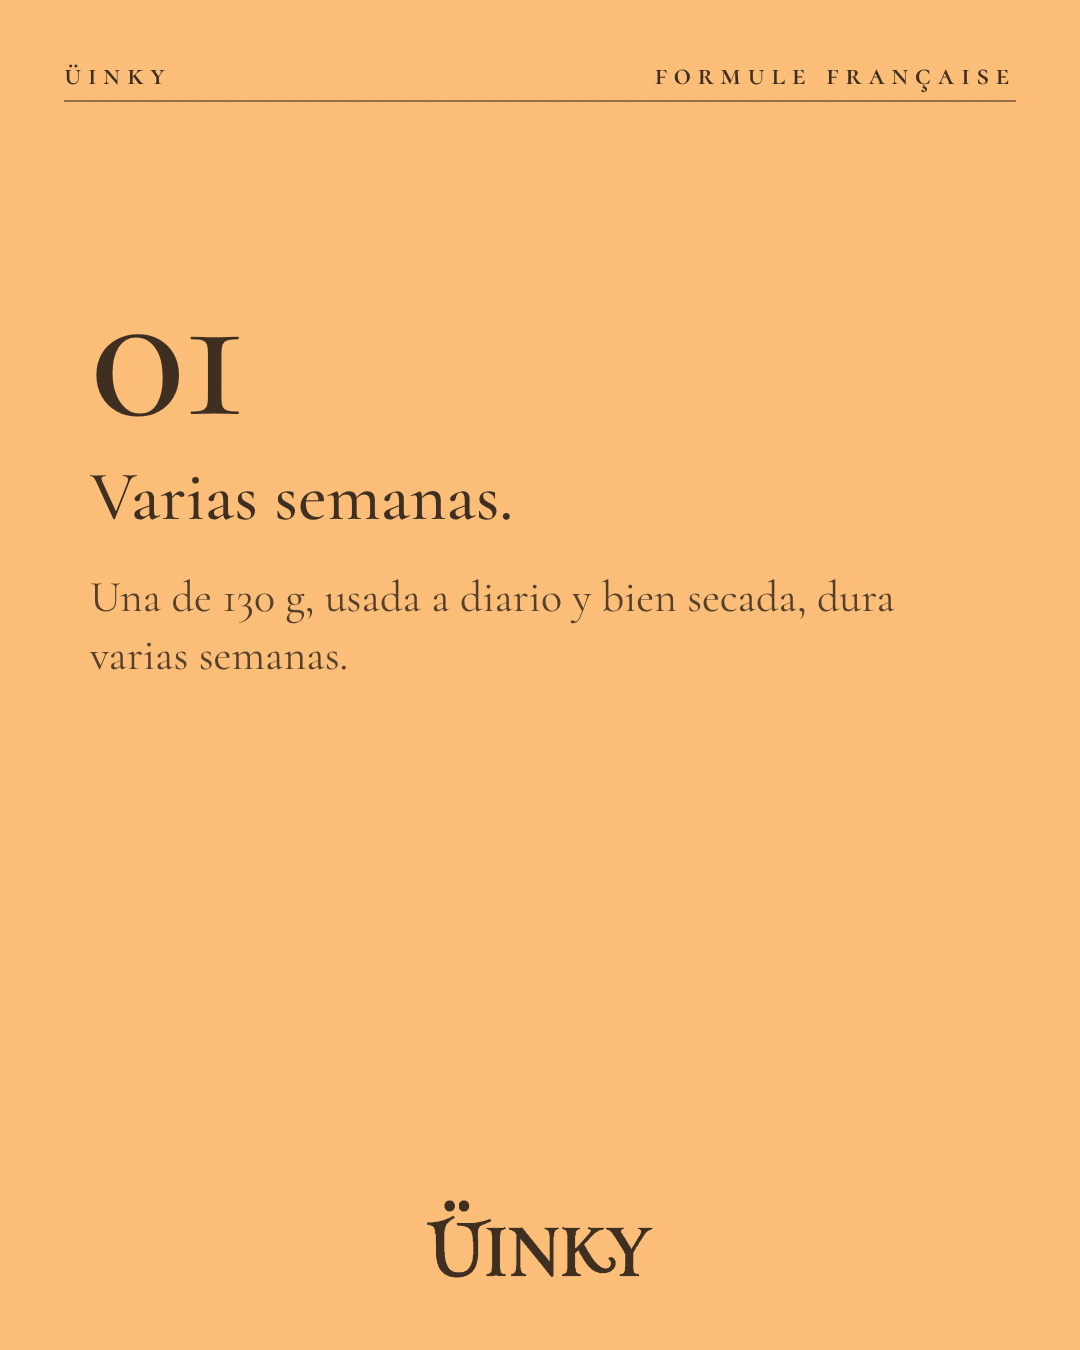 ÜINKY
FORMULE FRANÇAISE
01
Varias semanas.
Una de 130 g, usada a diario y bien secada, dura
varias semanas.
ÜINKY